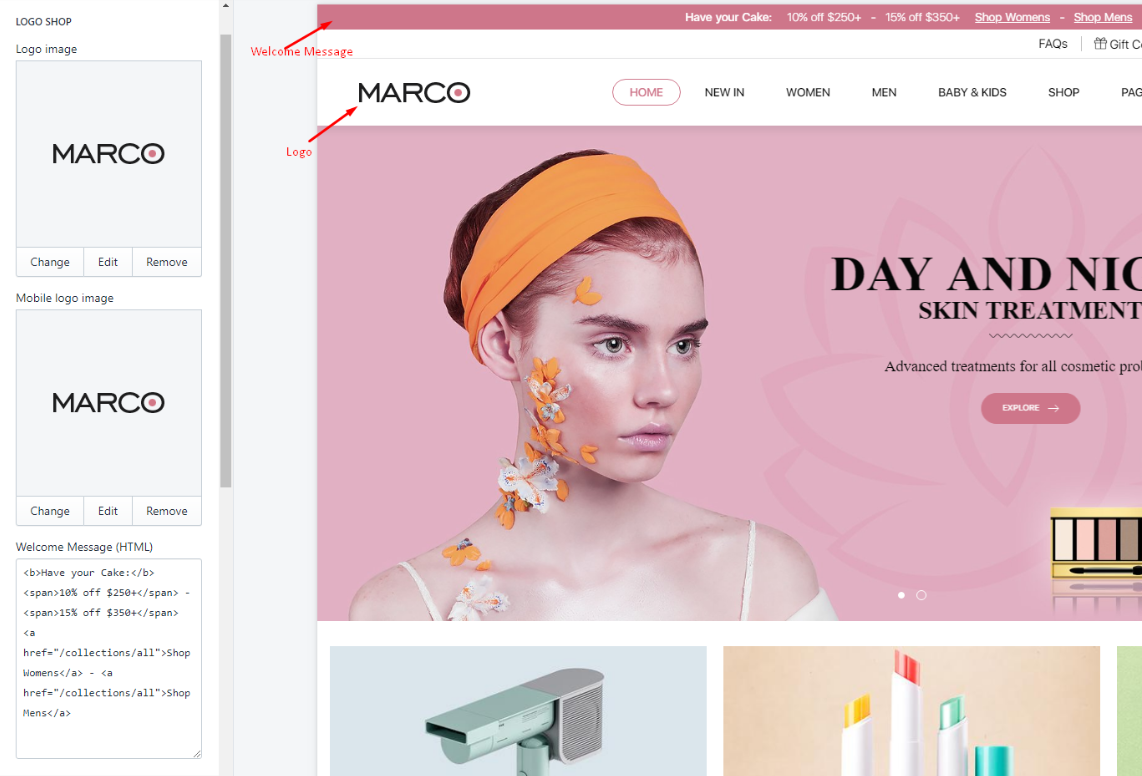 LOGO SHOP
Logo image
MARCO
Change Edit Remove
Mobile logo image
MARCO
Change Edit Remove
Welcome Message (HTML)
<b>Have your Cake:</b>
<span>10% off $250+</span> -
<span>15% off $350+</span>
<a
href="/collections/all">Shop
Womens</a> - <a
href="/collections/all">Shop
Mens</a>
Welcome Message
Logo
Have your Cake: 10% off $250+ - 15% off $350+ Shop Womens - Shop Mens
FAQs Gift C
MARCO HOME NEW IN WOMEN MEN BABY & KIDS SHOP PAG
DAY AND NIG
SKIN TREATMENT
Advanced treatments for all cosmetic prob
EXPLORE